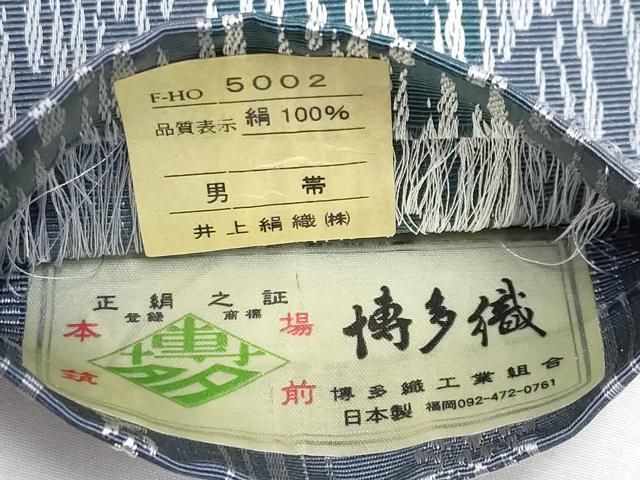 F-HO 5002
品質表示 絹 100%
男 帯
井上絹織(株)
正絹之証
登録 商標
本場
筑前
博多
博多織
博多織工業組合
日本製 福岡092-472-0761